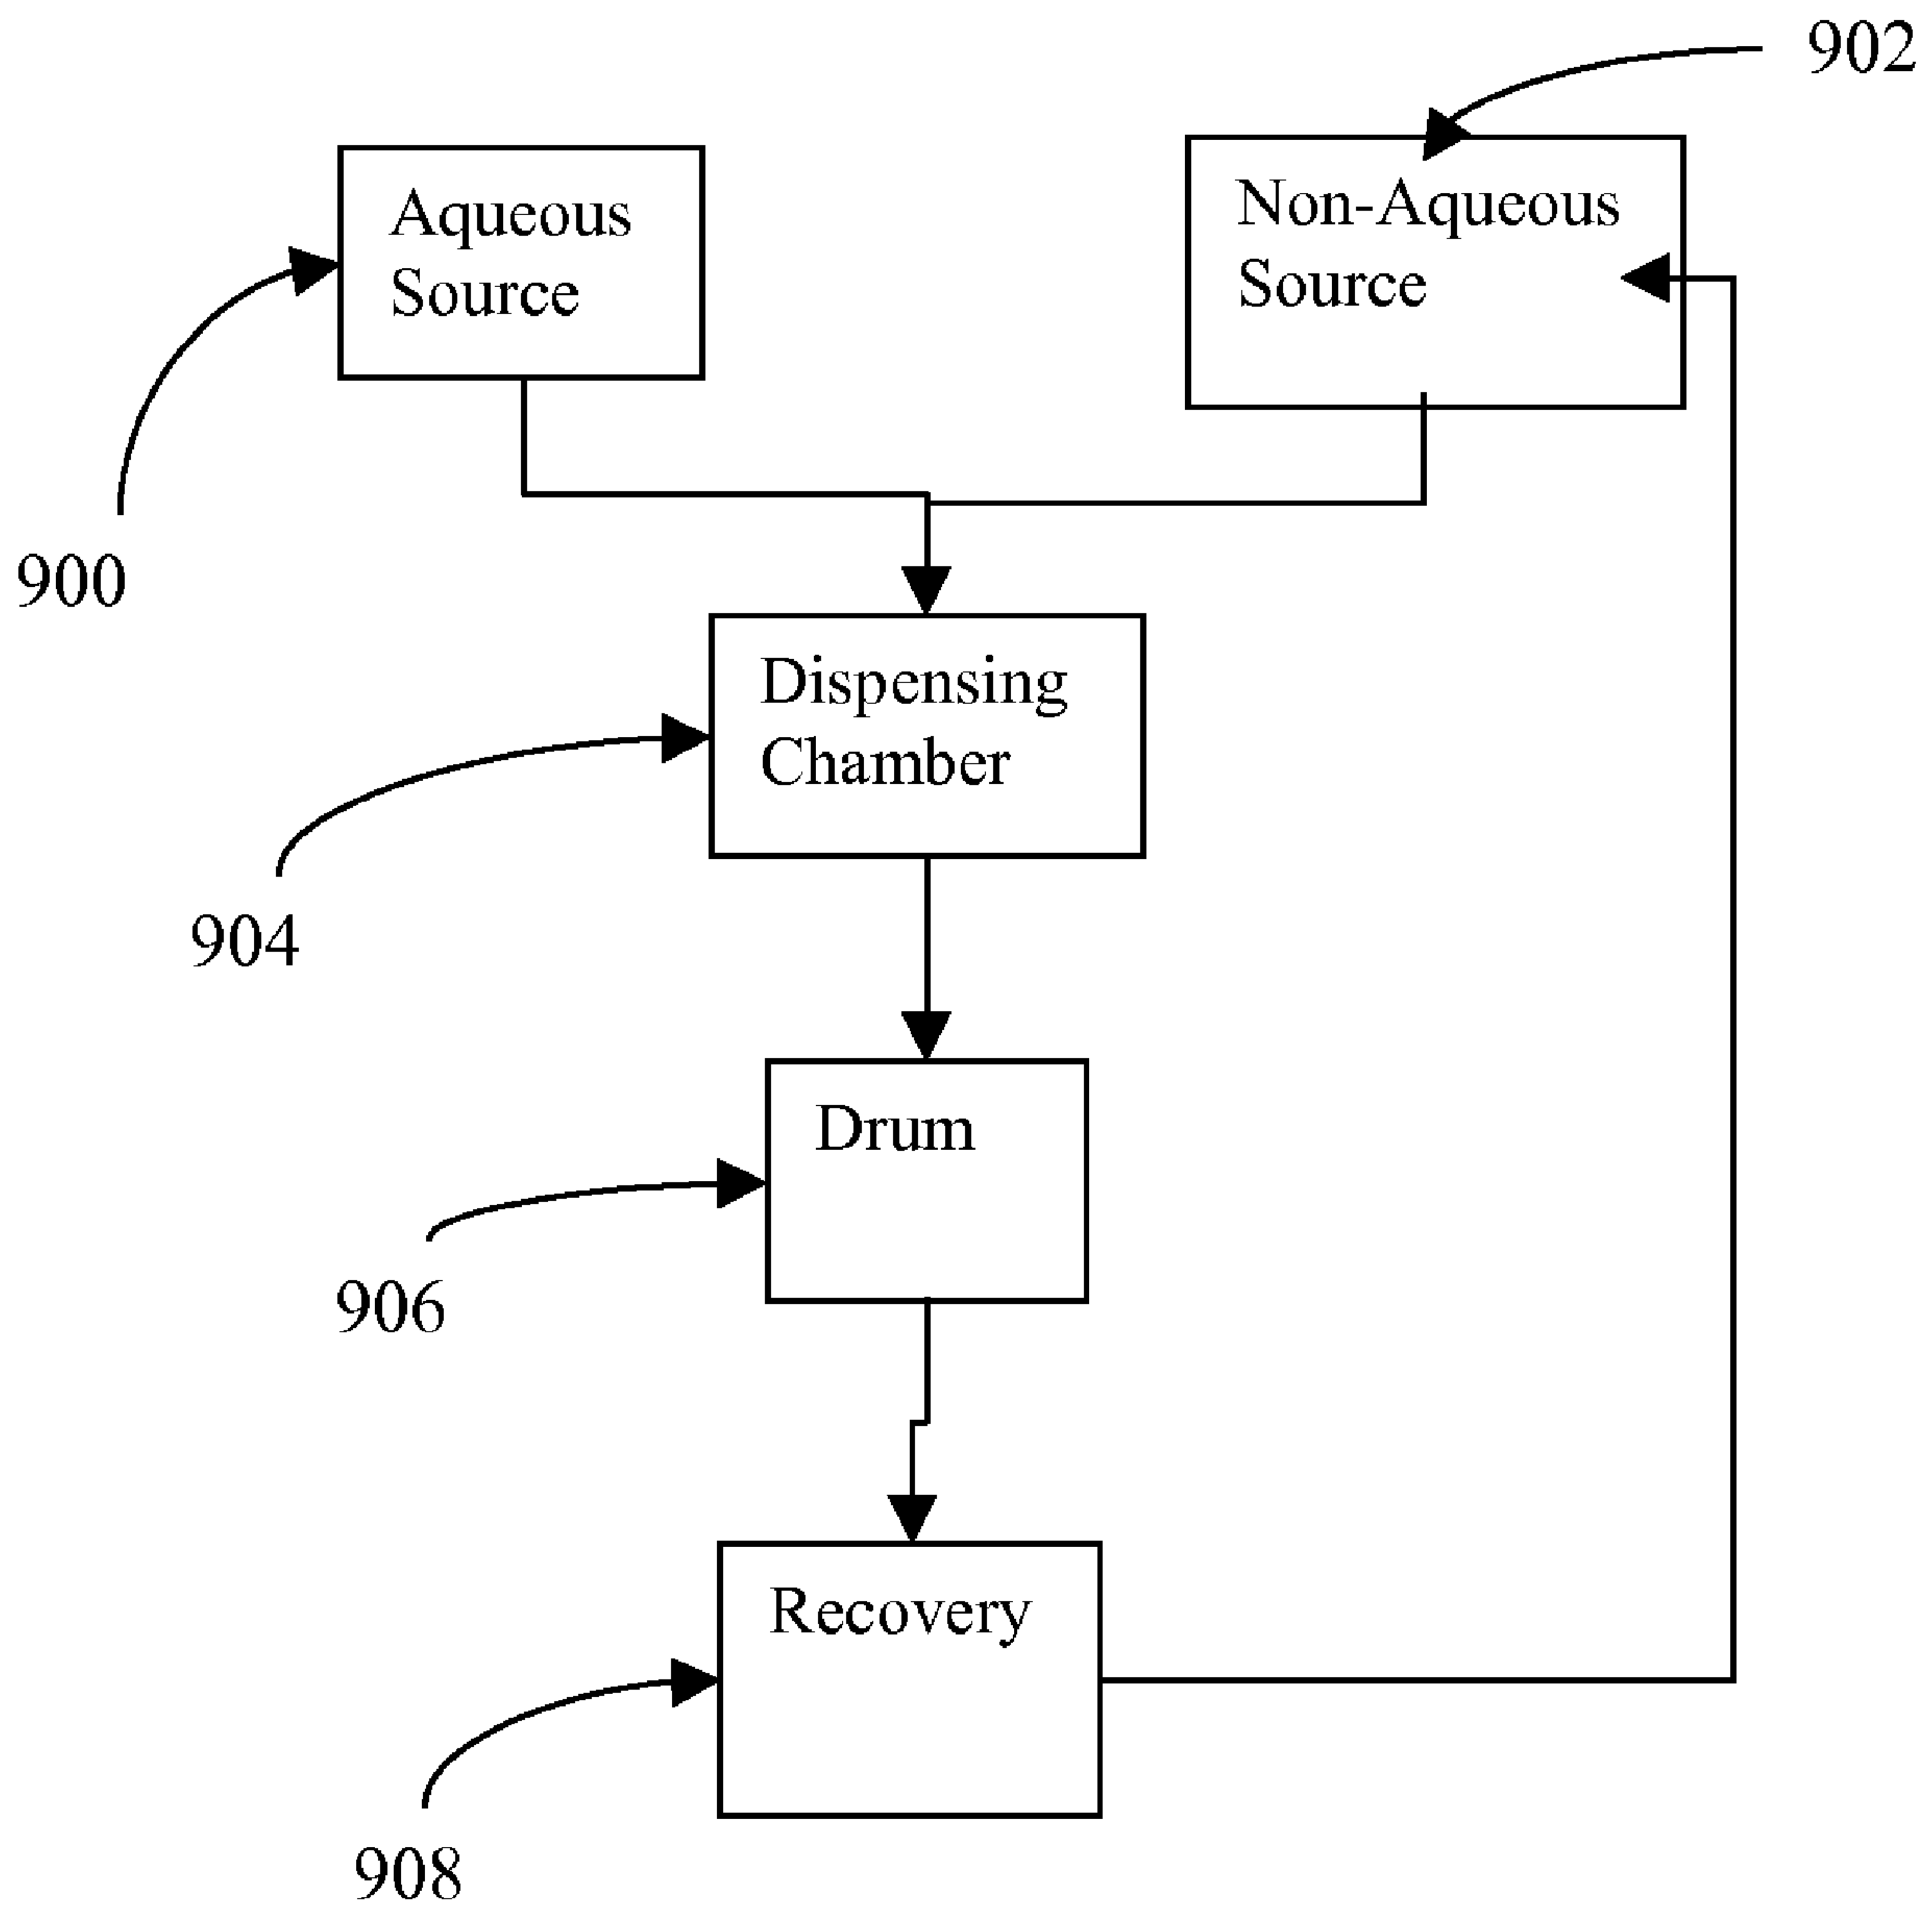 902
Aqueous
Source
Non-Aqueous
Source
900
Dispensing
Chamber
904
Drum
906
Recovery
908